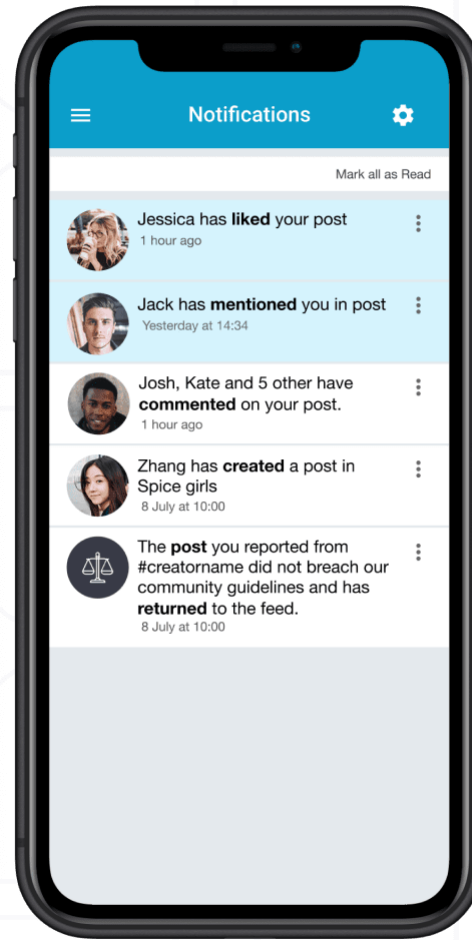 Notifications
Mark all as Read
Jessica has liked your post
1 hour ago
Jack has mentioned you in post
Yesterday at 14:34
Josh, Kate and 5 other have
commented on your post.
1 hour ago
Zhang has created a post in
Spice girls
8 July at 10:00
The post you reported from
#creatorname did not breach our
community guidelines and has
returned to the feed.
8 July at 10:00